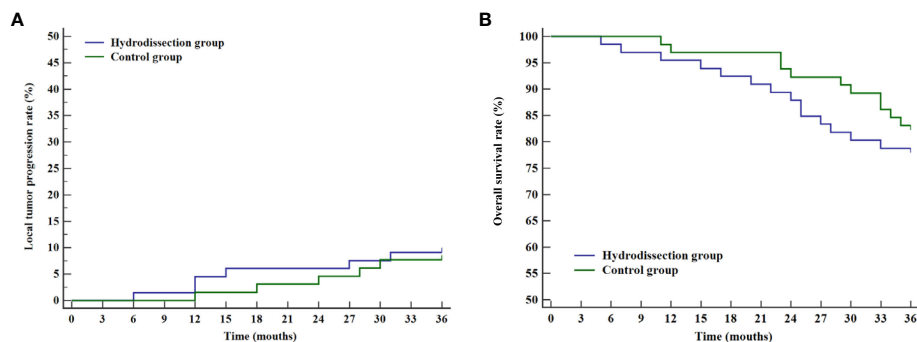 A
Local tumor progression rate (%)
50
45
40
35
30
25
20
15
10
5
0
Hydrodissection group
Control group
0 3 6 9 12 15 18 21 24 27 30 33 36
Time (mouths)
B
Overall survival rate (%)
100
95
90
85
80
75
70
65
60
55
50
Hydrodissection group
Control group
0 3 6 9 12 15 18 21 24 27 30 33 36
Time (mouths)